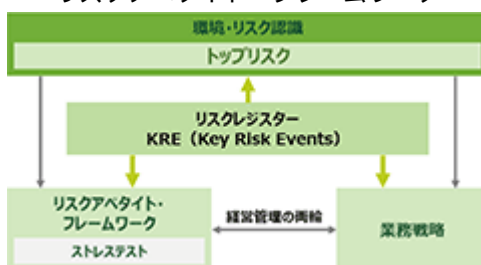 環境・リスク認識
トップリスク
リスクレジスター
KRE（Key Risk Events）
リスクアペタイト・
フレームワーク
ストレステスト
経営管理の両輪
業務戦略